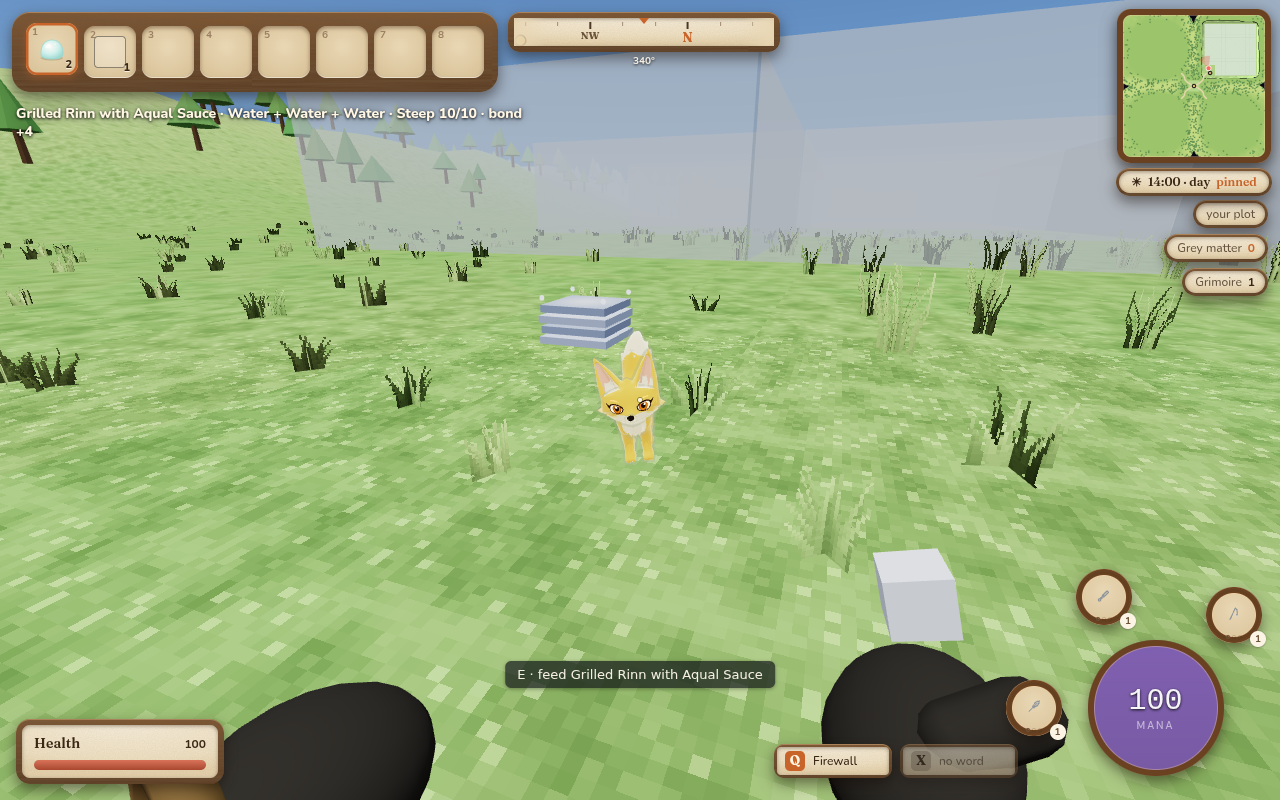 1
2
2
1
3
4
5
6
7
8
NW
N
340°
Grilled Rinn with Aqual Sauce · Water + Water + Water · Steep 10/10 · bond
+4
14:00 · day pinned
your plot
Grey matter 0
Grimoire 1
E · feed Grilled Rinn with Aqual Sauce
1
1
100
MANA
1
Health 100
Q Firewall
X no word